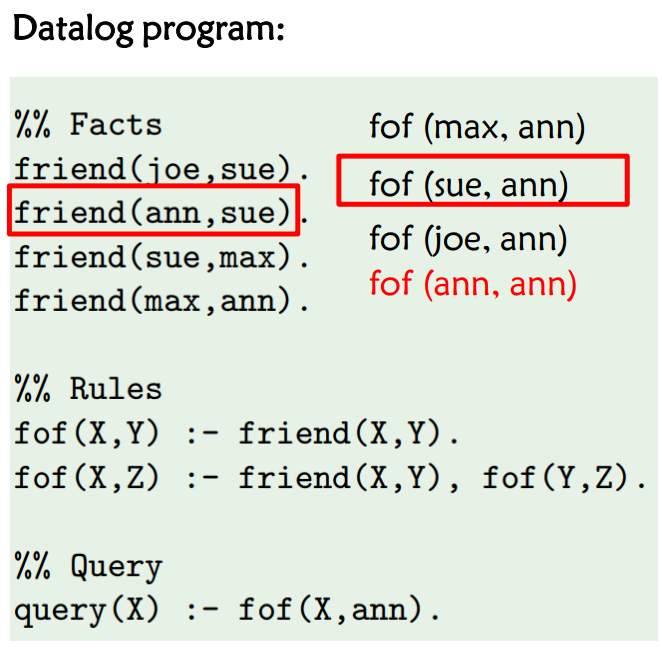 Datalog program:
%% Facts
friend(joe,sue).
friend(ann,sue).
friend(sue,max).
friend(max,ann).
fof (max, ann)
fof (sue, ann)
fof (joe, ann)
fof (ann, ann)
%% Rules
fof(X,Y) :- friend(X,Y).
fof(X,Z) :- friend(X,Y), fof(Y,Z).
%% Query
query(X) :- fof(X,ann).